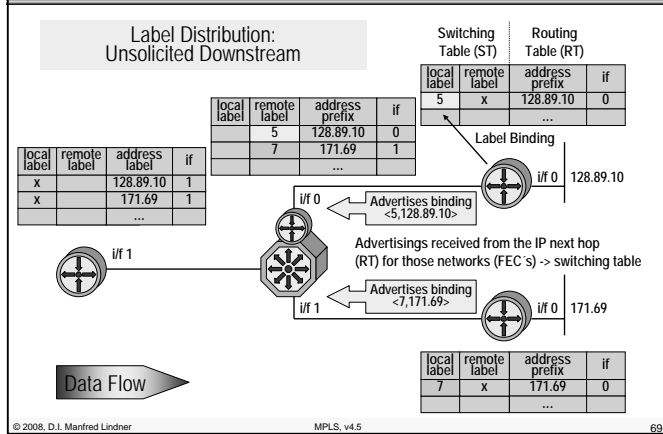 Label Distribution:
Unsolicited Downstream
Switching
Table (ST)
Routing
Table (RT)
local label remote label address prefix if
5 x 128.89.10 0
...
local label remote label address prefix if
5 128.89.10 0
7 171.69 1
...
Label Binding
local label remote label address label if
x 128.89.10 1
x 171.69 1
...
i/f 0 128.89.10
i/f 0
Advertises binding
<5,128.89.10>
i/f 1
Advertisings received from the IP next hop
(RT) for those networks (FEC´s) -> switching table
i/f 1
Advertises binding
<7,171.69>
i/f 0 171.69
Data Flow
local label remote label address prefix if
7 x 171.69 0
...
© 2008, D.I. Manfred Lindner
MPLS, v4.5
69